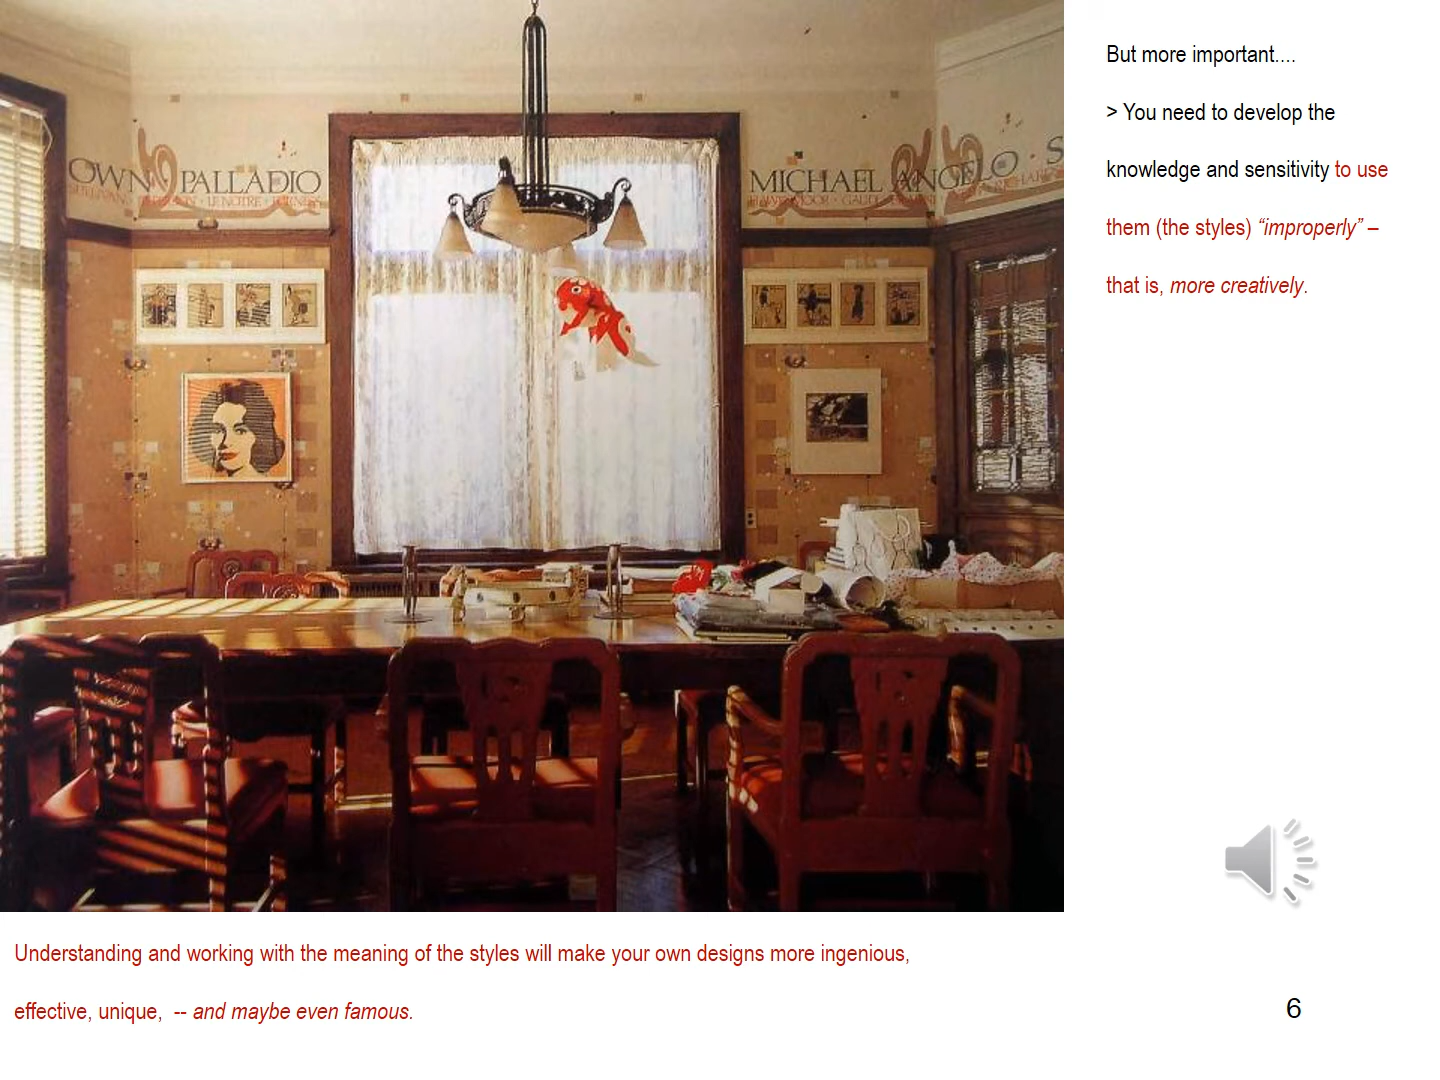 But more important....
> You need to develop the
knowledge and sensitivity to use
them (the styles) “improperly” –
that is, more creatively.
OWN PALLADIO
MICHAEL ANGELO · S
Understanding and working with the meaning of the styles will make your own designs more ingenious,
effective, unique,  -- and maybe even famous.
6